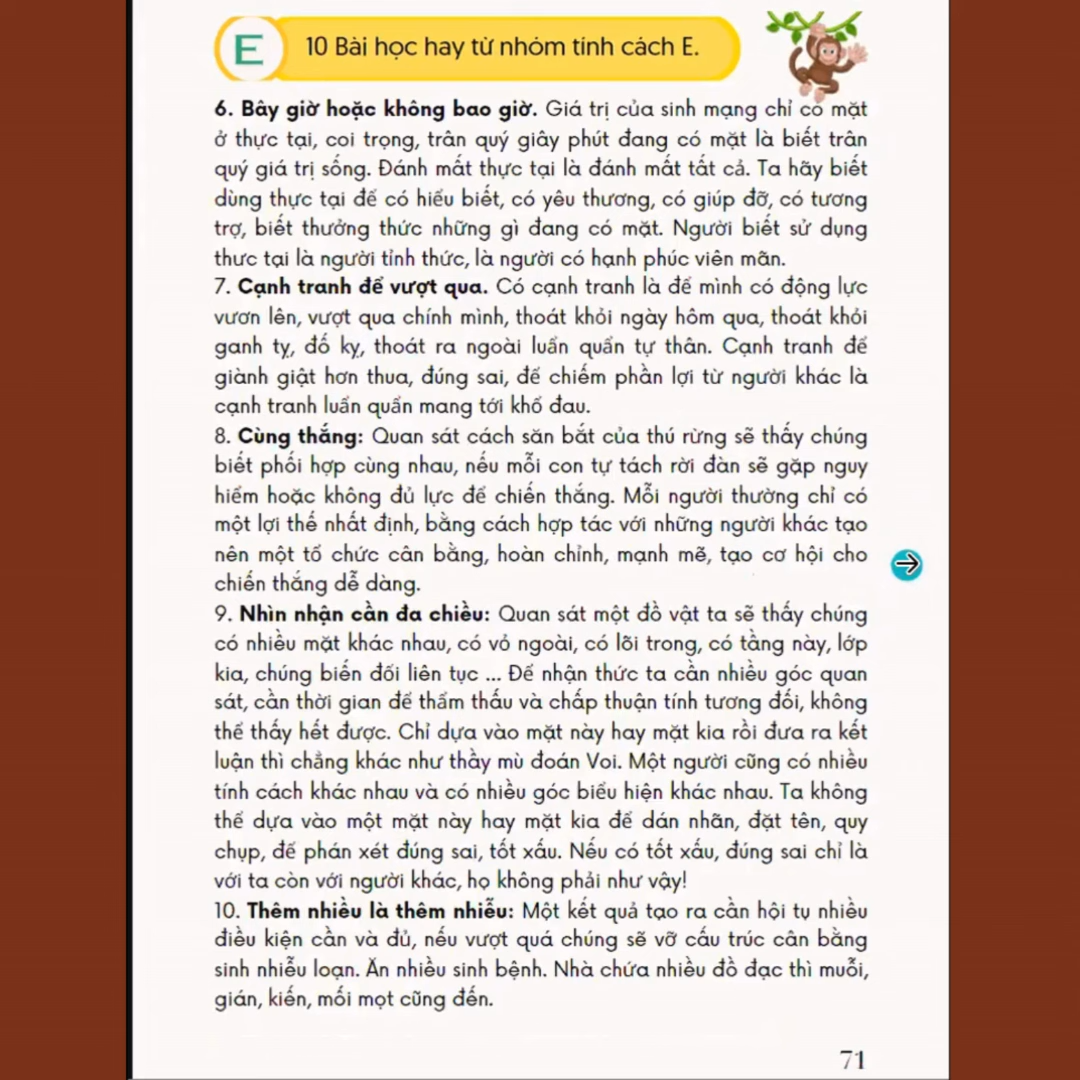 E
10 Bài học hay từ nhóm tính cách E.
6. Bây giờ hoặc không bao giờ. Giá trị của sinh mạng chỉ có mặt
ở thực tại, coi trọng, trân quý giây phút đang có mặt là biết trân
quý giá trị sống. Đánh mất thực tại là đánh mất tất cả. Ta hãy biết
dùng thực tại để có hiểu biết, có yêu thương, có giúp đỡ, có tương
trợ, biết thưởng thức những gì đang có mặt. Người biết sử dụng
thưc tại là người tỉnh thức, là người có hạnh phúc viên mãn.
7. Cạnh tranh để vượt qua. Có cạnh tranh là để mình có động lực
vươn lên, vượt qua chính mình, thoát khỏi ngày hôm qua, thoát khỏi
ganh tỵ, đố kỵ, thoát ra ngoài luẩn quẩn tự thân. Cạnh tranh để
giành giật hơn thua, đúng sai, để chiếm phần lợi từ người khác là
cạnh tranh luẩn quẩn mang tới khổ đau.
8. Cùng thắng: Quan sát cách săn bắt của thú rừng sẽ thấy chúng
biết phối hợp cùng nhau, nếu mỗi con tự tách rời đàn sẽ gặp nguy
hiểm hoặc không đủ lực để chiến thắng. Mỗi người thường chỉ có
một lợi thế nhất định, bằng cách hợp tác với những người khác tạo
nên một tổ chức cân bằng, hoàn chỉnh, mạnh mẽ, tạo cơ hội cho
chiến thắng dễ dàng.
9. Nhìn nhận cần đa chiều: Quan sát một đồ vật ta sẽ thấy chúng
có nhiều mặt khác nhau, có vỏ ngoài, có lõi trong, có tầng này, lớp
kia, chúng biến đổi liên tục ... Để nhận thức ta cần nhiều góc quan
sát, cần thời gian để thẩm thấu và chấp thuận tính tương đối, không
thể thấy hết được. Chỉ dựa vào mặt này hay mặt kia rồi đưa ra kết
luận thì chẳng khác như thầy mù đoán Voi. Một người cũng có nhiều
tính cách khác nhau và có nhiều góc biểu hiện khác nhau. Ta không
thể dựa vào một mặt này hay mặt kia để dán nhãn, đặt tên, quy
chụp, để phán xét đúng sai, tốt xấu. Nếu có tốt xấu, đúng sai chỉ là
với ta còn với người khác, họ không phải như vậy!
10. Thêm nhiều là thêm nhiễu: Một kết quả tạo ra cần hội tụ nhiều
điều kiện cần và đủ, nếu vượt quá chúng sẽ vỡ cấu trúc cân bằng
sinh nhiễu loạn. Ăn nhiều sinh bệnh. Nhà chứa nhiều đồ đạc thì muỗi,
gián, kiến, mối mọt cũng đến.
71